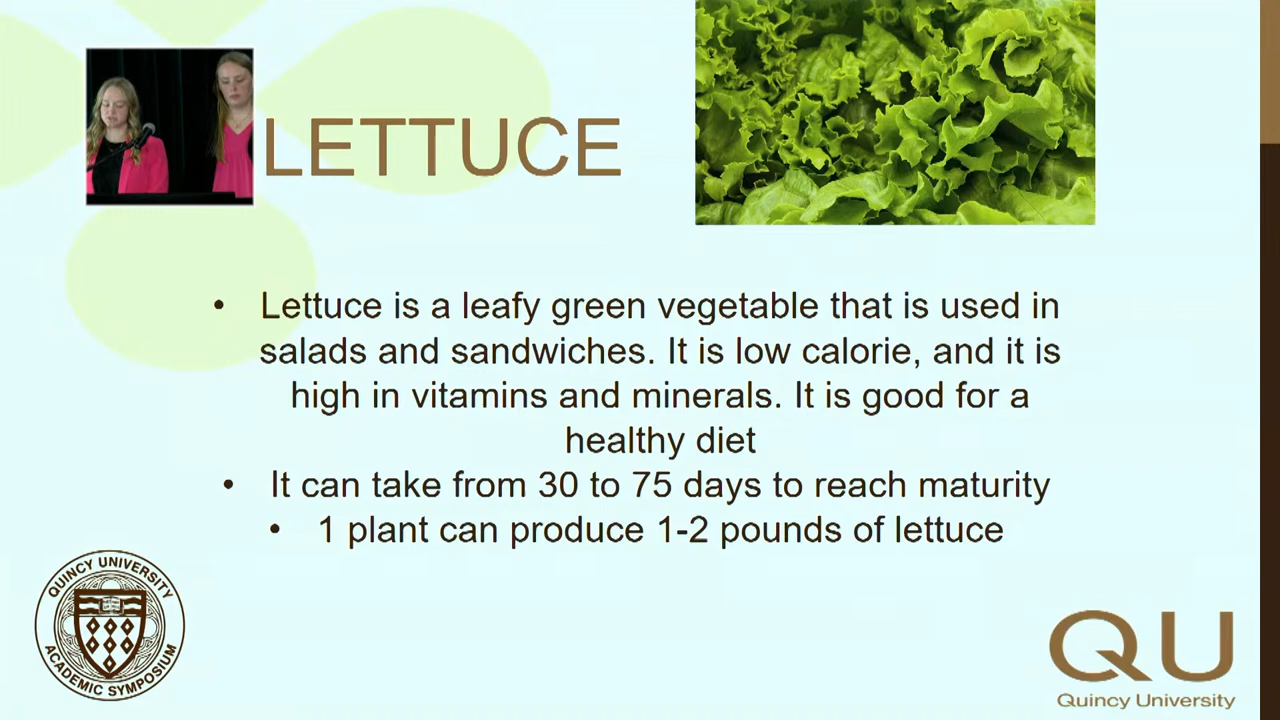 LETTUCE
• Lettuce is a leafy green vegetable that is used in
salads and sandwiches. It is low calorie, and it is
high in vitamins and minerals. It is good for a
healthy diet
• It can take from 30 to 75 days to reach maturity
• 1 plant can produce 1-2 pounds of lettuce
QUINCY UNIVERSITY
ACADEMIC SYMPOSIUM
QU
Quincy University